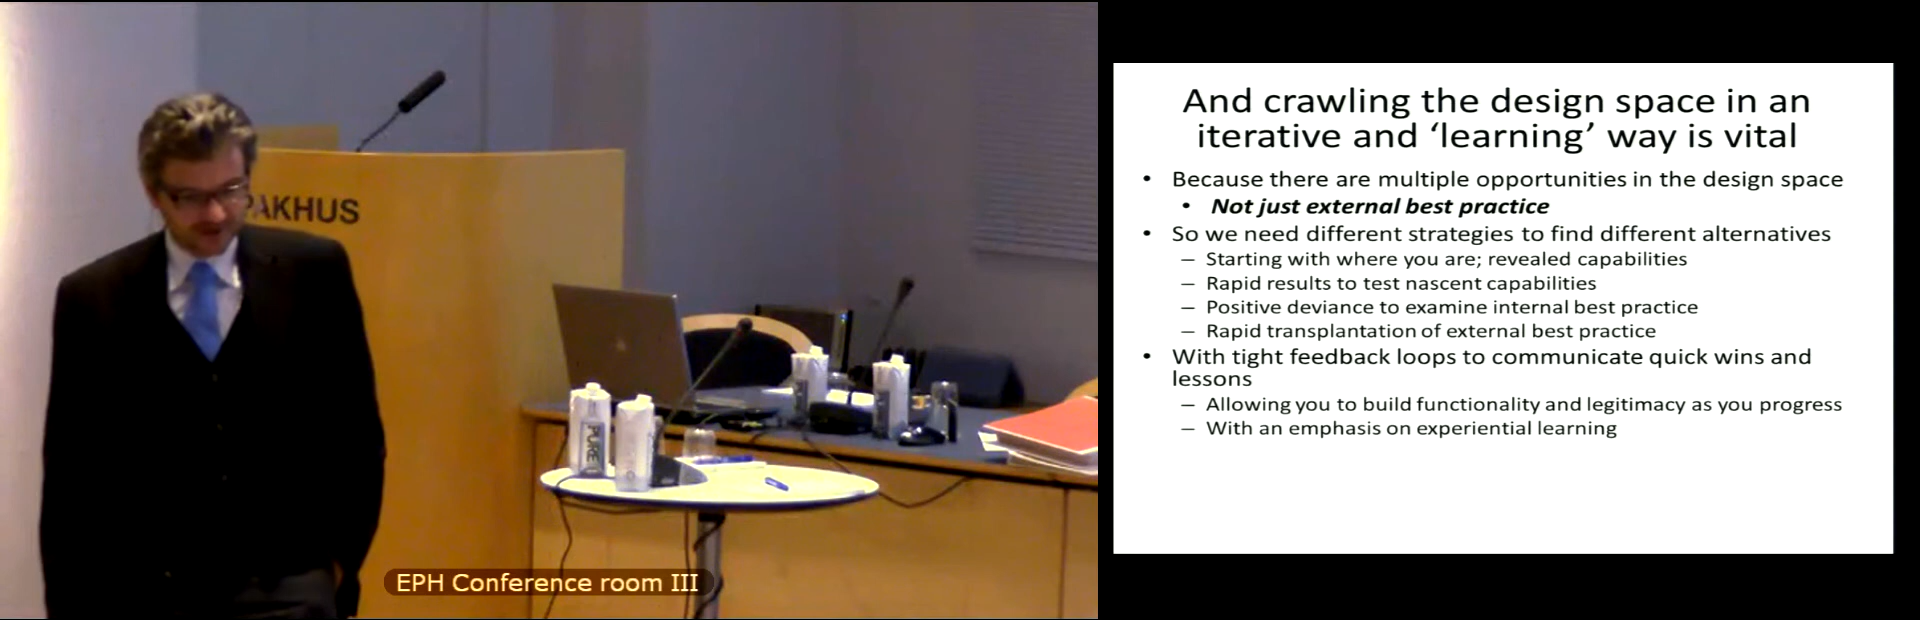 PAKHUS
PURE
EPH Conference room III
And crawling the design space in an
iterative and ‘learning’ way is vital
• Because there are multiple opportunities in the design space
• Not just external best practice
• So we need different strategies to find different alternatives
– Starting with where you are; revealed capabilities
– Rapid results to test nascent capabilities
– Positive deviance to examine internal best practice
– Rapid transplantation of external best practice
• With tight feedback loops to communicate quick wins and
lessons
– Allowing you to build functionality and legitimacy as you progress
– With an emphasis on experiential learning